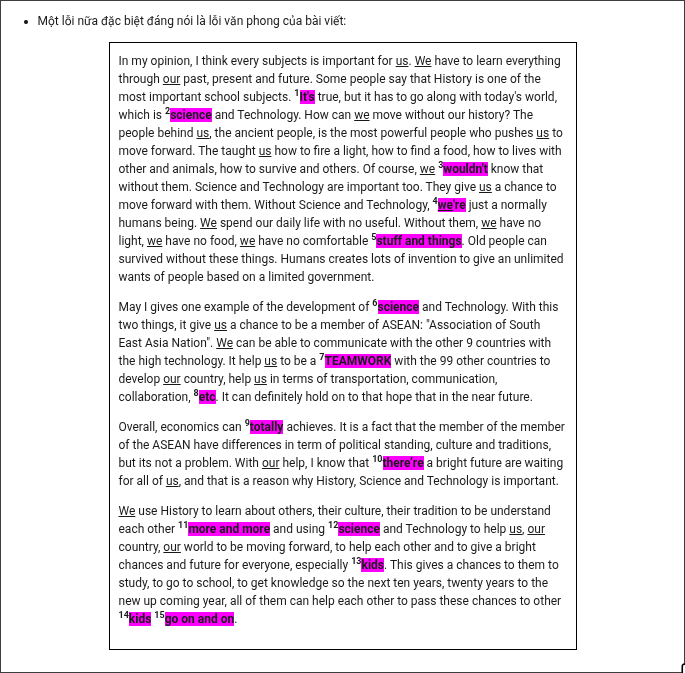 Một lỗi nữa đặc biệt đáng nói là lỗi văn phong của bài viết:
In my opinion, I think every subjects is important for us. We have to learn everything
through our past, present and future. Some people say that History is one of the
most important school subjects. 1It's true, but it has to go along with today's world,
which is 2science and Technology. How can we move without our history? The
people behind us, the ancient people, is the most powerful people who pushes us to
move forward. The taught us how to fire a light, how to find a food, how to lives with
other and animals, how to survive and others. Of course, we 3wouldn't know that
without them. Science and Technology are important too. They give us a chance to
move forward with them. Without Science and Technology, 4we're just a normally
humans being. We spend our daily life with no useful. Without them, we have no
light, we have no food, we have no comfortable 5stuff and things. Old people can
survived without these things. Humans creates lots of invention to give an unlimited
wants of people based on a limited government.
May I gives one example of the development of 6science and Technology. With this
two things, it give us a chance to be a member of ASEAN: "Association of South
East Asia Nation". We can be able to communicate with the other 9 countries with
the high technology. It help us to be a 7TEAMWORK with the 99 other countries to
develop our country, help us in terms of transportation, communication,
collaboration, 8etc. It can definitely hold on to that hope that in the near future.
Overall, economics can 9totally achieves. It is a fact that the member of the member
of the ASEAN have differences in term of political standing, culture and traditions,
but its not a problem. With our help, I know that 10there're a bright future are waiting
for all of us, and that is a reason why History, Science and Technology is important.
We use History to learn about others, their culture, their tradition to be understand
each other 11more and more and using 12science and Technology to help us, our
country, our world to be moving forward, to help each other and to give a bright
chances and future for everyone, especially 13kids. This gives a chances to them to
study, to go to school, to get knowledge so the next ten years, twenty years to the
new up coming year, all of them can help each other to pass these chances to other
14kids 15go on and on.